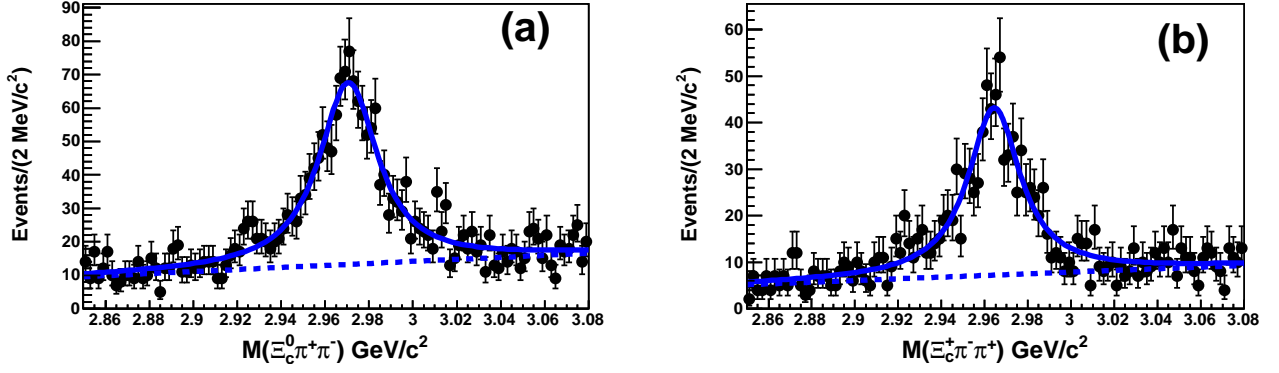 (a)
Events/(2 MeV/c²)
90
80
70
60
50
40
30
20
10
0
2.86 2.88 2.9 2.92 2.94 2.96 2.98 3 3.02 3.04 3.06 3.08
M(Ξc⁰π⁺π⁻) GeV/c²
(b)
Events/(2 MeV/c²)
60
50
40
30
20
10
0
2.86 2.88 2.9 2.92 2.94 2.96 2.98 3 3.02 3.04 3.06 3.08
M(Ξc⁺π⁻π⁺) GeV/c²